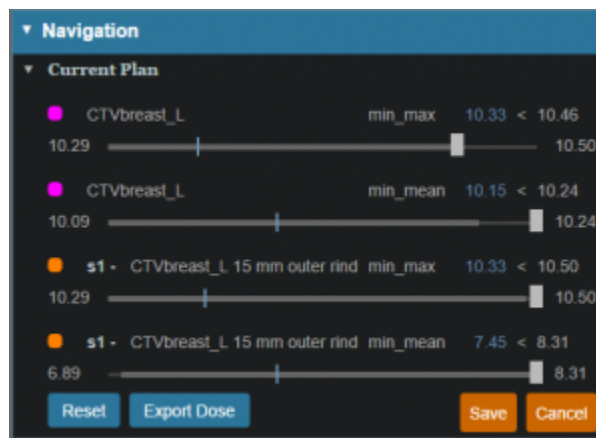 Navigation
Current Plan
CTVbreast_L min_max 10.33 < 10.46
10.29 10.50
CTVbreast_L min_mean 10.15 < 10.24
10.09 10.24
s1 - CTVbreast_L 15 mm outer rind min_max 10.33 < 10.50
10.29 10.50
s1 - CTVbreast_L 15 mm outer rind min_mean 7.45 < 8.31
6.89 8.31
Reset Export Dose Save Cancel